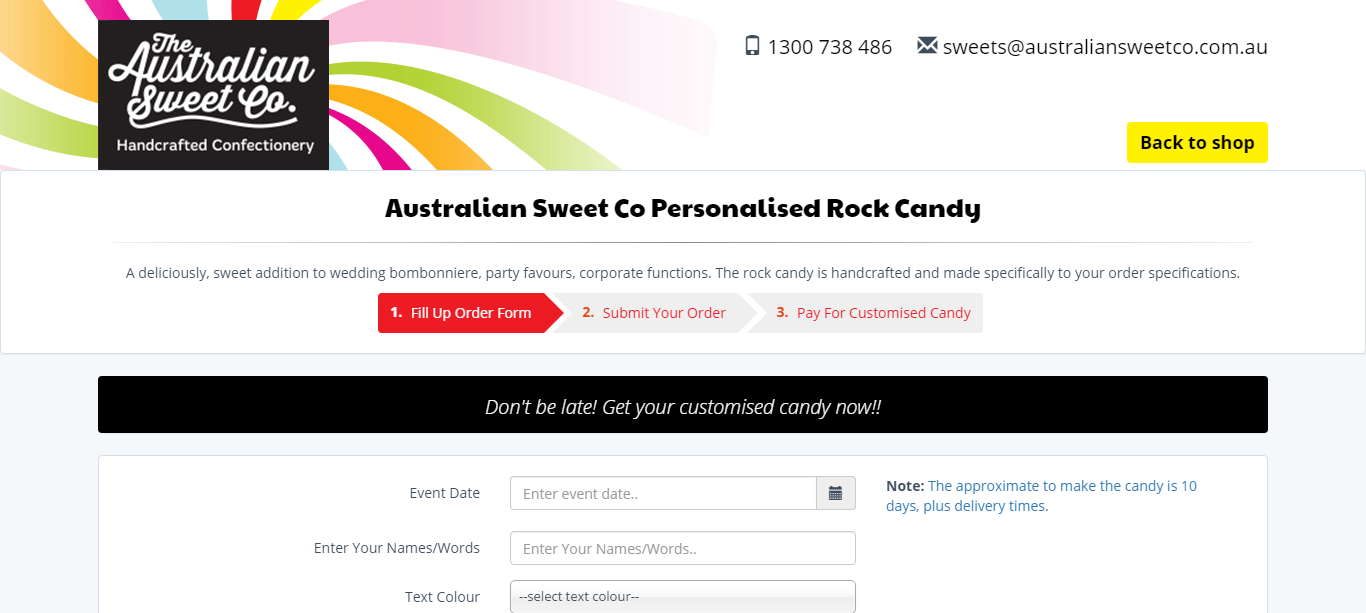 The
Australian
Sweet Co.
Handcrafted Confectionery
1300 738 486 sweets@australiansweetco.com.au
Back to shop
Australian Sweet Co Personalised Rock Candy
A deliciously, sweet addition to wedding bombonniere, party favours, corporate functions. The rock candy is handcrafted and made specifically to your order specifications.
1. Fill Up Order Form 2. Submit Your Order 3. Pay For Customised Candy
Don't be late! Get your customised candy now!!
Event Date Enter event date..
Note: The approximate to make the candy is 10
days, plus delivery times.
Enter Your Names/Words Enter Your Names/Words..
Text Colour --select text colour--